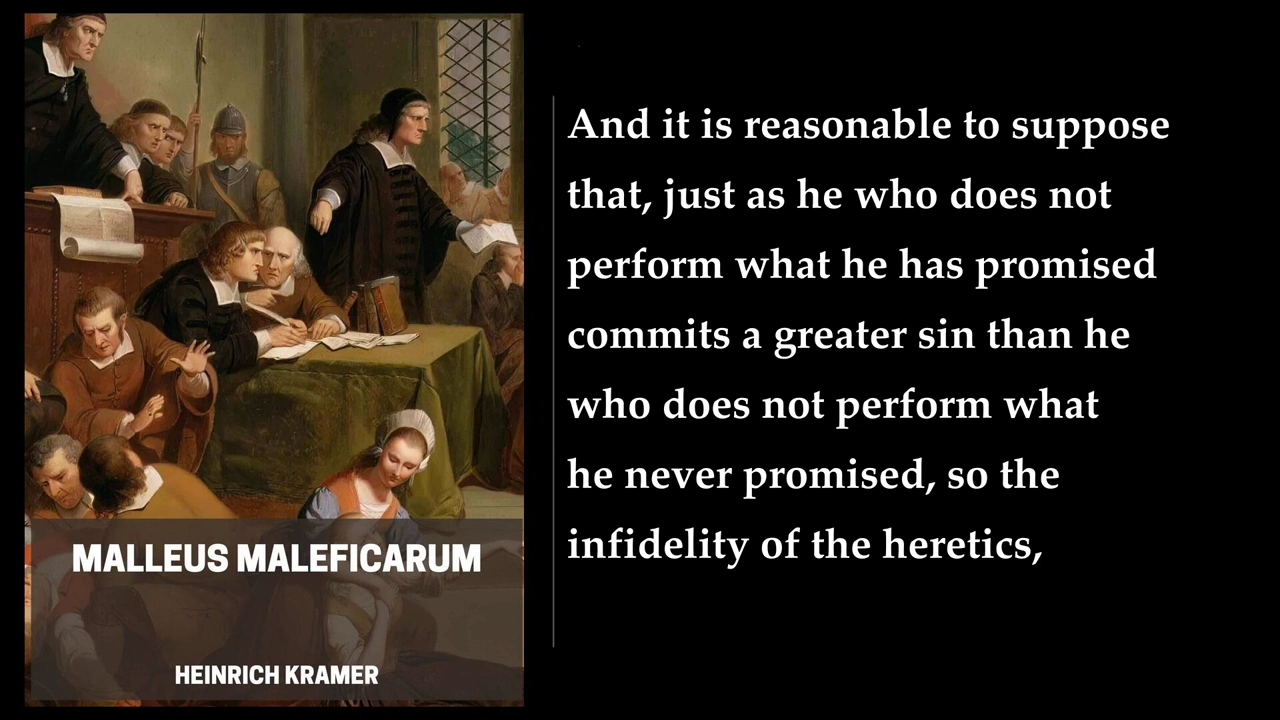 MALLEUS MALEFICARUM
HEINRICH KRAMER
And it is reasonable to suppose
that, just as he who does not
perform what he has promised
commits a greater sin than he
who does not perform what
he never promised, so the
infidelity of the heretics,